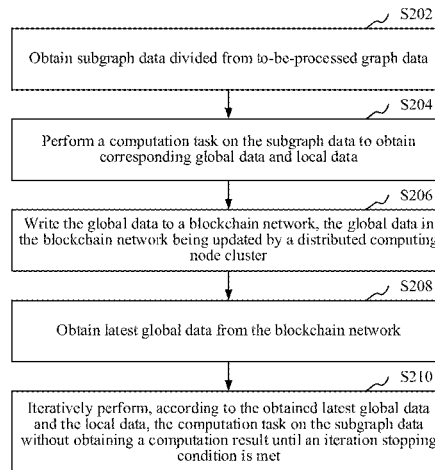 S202
Obtain subgraph data divided from to-be-processed graph data
S204
Perform a computation task on the subgraph data to obtain
corresponding global data and local data
S206
Write the global data to a blockchain network, the global data in
the blockchain network being updated by a distributed computing
node cluster
S208
Obtain latest global data from the blockchain network
S210
Iteratively perform, according to the obtained latest global data
and the local data, the computation task on the subgraph data
without obtaining a computation result until an iteration stopping
condition is met